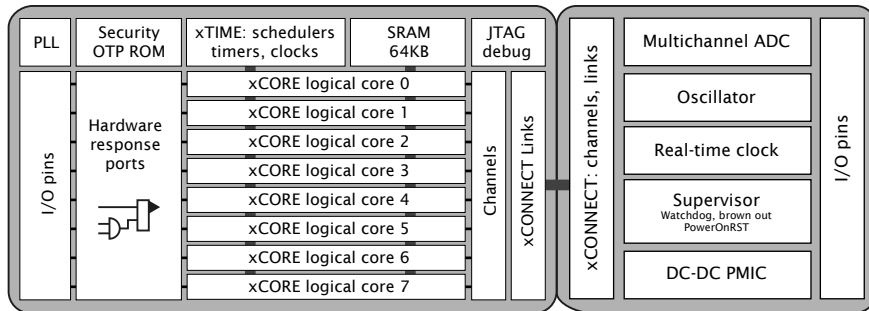 PLL
Security
OTP ROM
xTIME: schedulers
timers, clocks
SRAM
64KB
JTAG
debug
I/O pins
Hardware
response
ports
xCORE logical core 0
xCORE logical core 1
xCORE logical core 2
xCORE logical core 3
xCORE logical core 4
xCORE logical core 5
xCORE logical core 6
xCORE logical core 7
Channels
xCONNECT Links
xCONNECT: channels, links
Multichannel ADC
Oscillator
Real-time clock
Supervisor
Watchdog, brown out
PowerOnRST
DC-DC PMIC
I/O pins